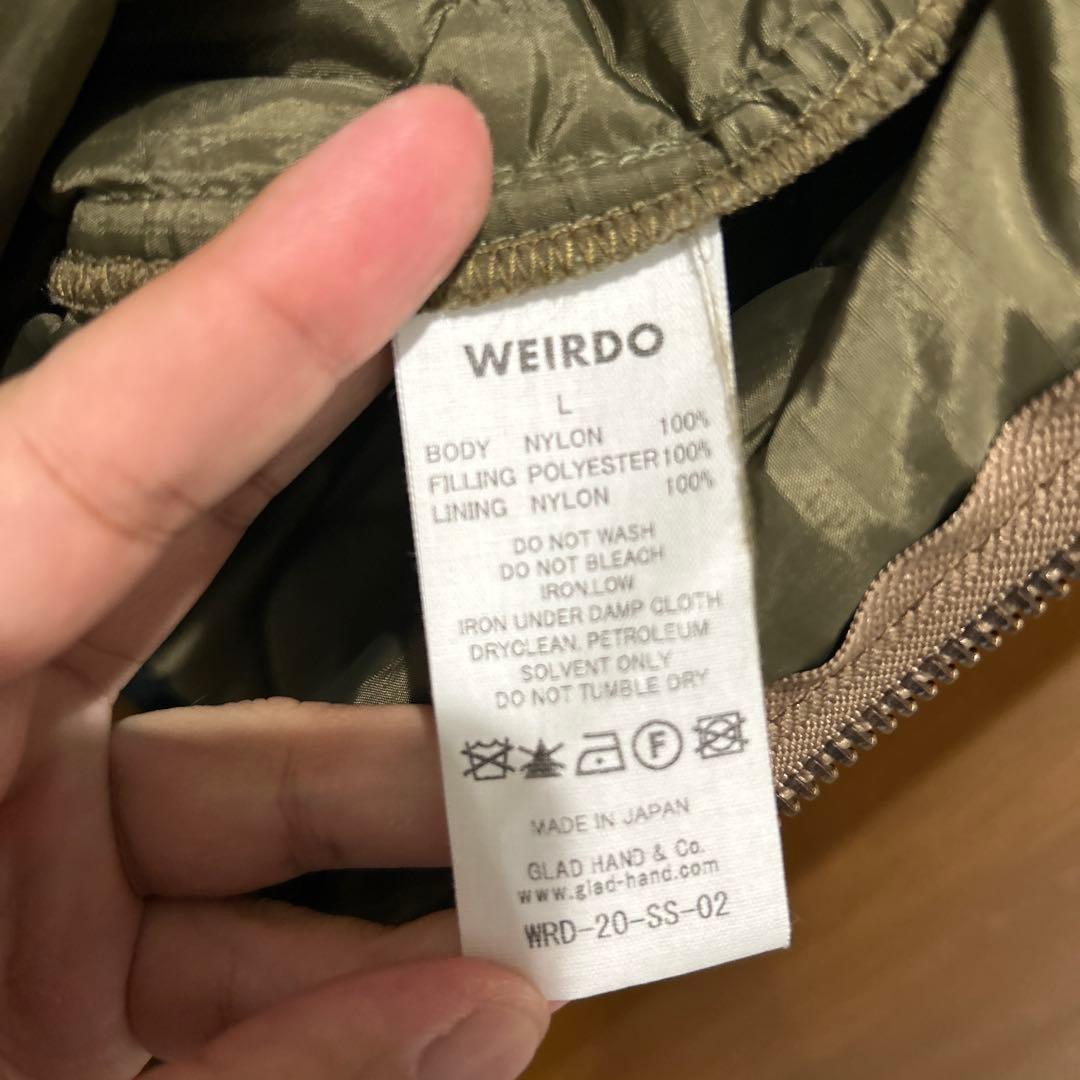 WEIRDO
L
BODY NYLON 100%
FILLING POLYESTER 100%
LINING NYLON 100%
DO NOT WASH
DO NOT BLEACH
IRON.LOW
IRON UNDER DAMP CLOTH
DRYCLEAN, PETROLEUM
SOLVENT ONLY
DO NOT TUMBLE DRY
F
MADE IN JAPAN
GLAD HAND & Co.
www.glad-hand.com
WRD-20-SS-02